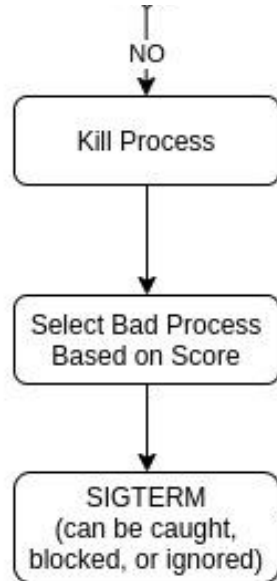 NO
Kill Process
Select Bad Process
Based on Score
SIGTERM
(can be caught,
blocked, or ignored)